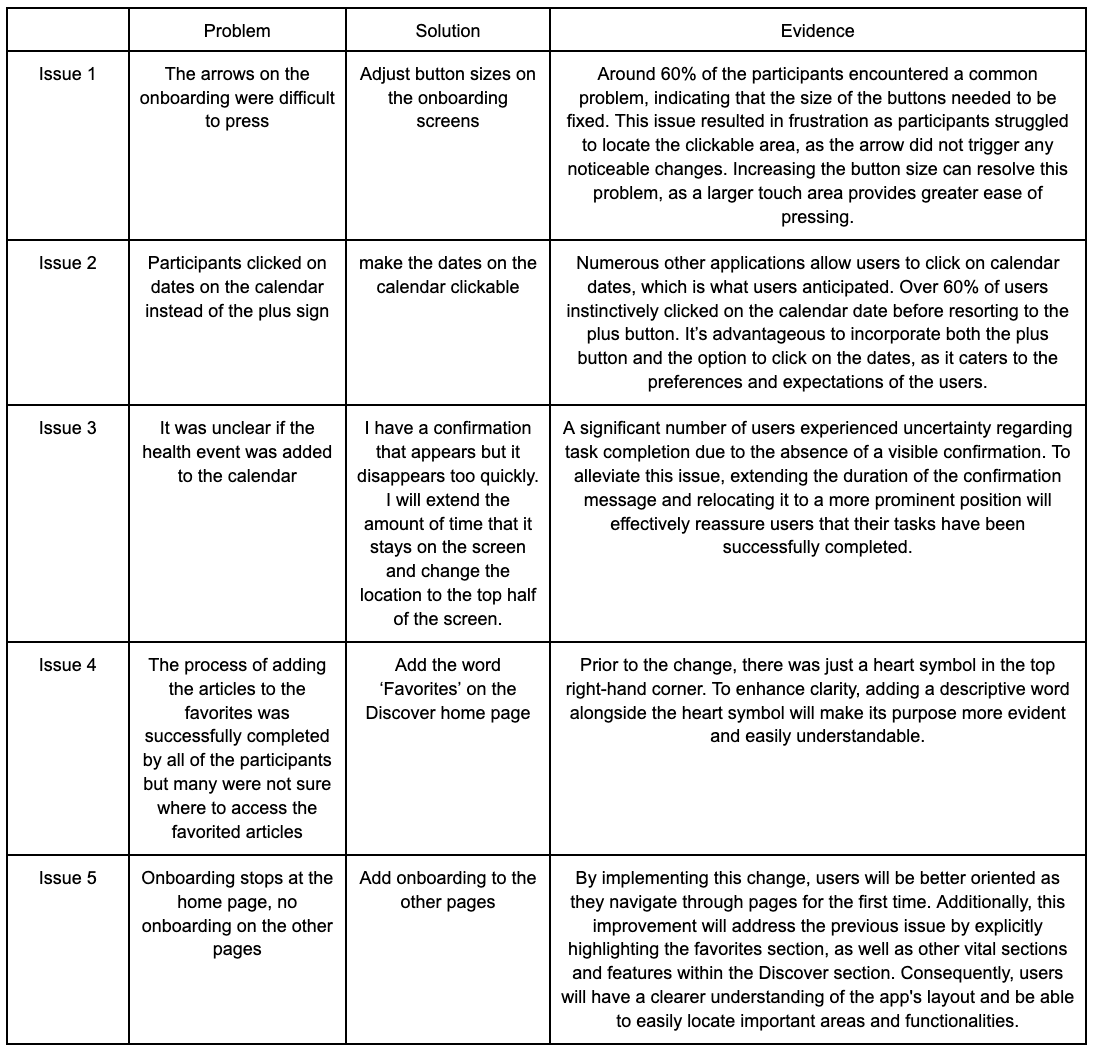 Problem
Solution
Evidence
Issue 1
The arrows on the
onboarding were difficult
to press
Adjust button sizes on
the onboarding
screens
Around 60% of the participants encountered a common
problem, indicating that the size of the buttons needed to be
fixed. This issue resulted in frustration as participants struggled
to locate the clickable area, as the arrow did not trigger any
noticeable changes. Increasing the button size can resolve this
problem, as a larger touch area provides greater ease of
pressing.
Issue 2
Participants clicked on
dates on the calendar
instead of the plus sign
make the dates on the
calendar clickable
Numerous other applications allow users to click on calendar
dates, which is what users anticipated. Over 60% of users
instinctively clicked on the calendar date before resorting to the
plus button. It’s advantageous to incorporate both the plus
button and the option to click on the dates, as it caters to the
preferences and expectations of the users.
Issue 3
It was unclear if the
health event was added
to the calendar
I have a confirmation
that appears but it
disappears too quickly.
I will extend the
amount of time that it
stays on the screen
and change the
location to the top half
of the screen.
A significant number of users experienced uncertainty regarding
task completion due to the absence of a visible confirmation. To
alleviate this issue, extending the duration of the confirmation
message and relocating it to a more prominent position will
effectively reassure users that their tasks have been
successfully completed.
Issue 4
The process of adding
the articles to the
favorites was
successfully completed
by all of the participants
but many were not sure
where to access the
favorited articles
Add the word
‘Favorites’ on the
Discover home page
Prior to the change, there was just a heart symbol in the top
right-hand corner. To enhance clarity, adding a descriptive word
alongside the heart symbol will make its purpose more evident
and easily understandable.
Issue 5
Onboarding stops at the
home page, no
onboarding on the other
pages
Add onboarding to the
other pages
By implementing this change, users will be better oriented as
they navigate through pages for the first time. Additionally, this
improvement will address the previous issue by explicitly
highlighting the favorites section, as well as other vital sections
and features within the Discover section. Consequently, users
will have a clearer understanding of the app's layout and be able
to easily locate important areas and functionalities.